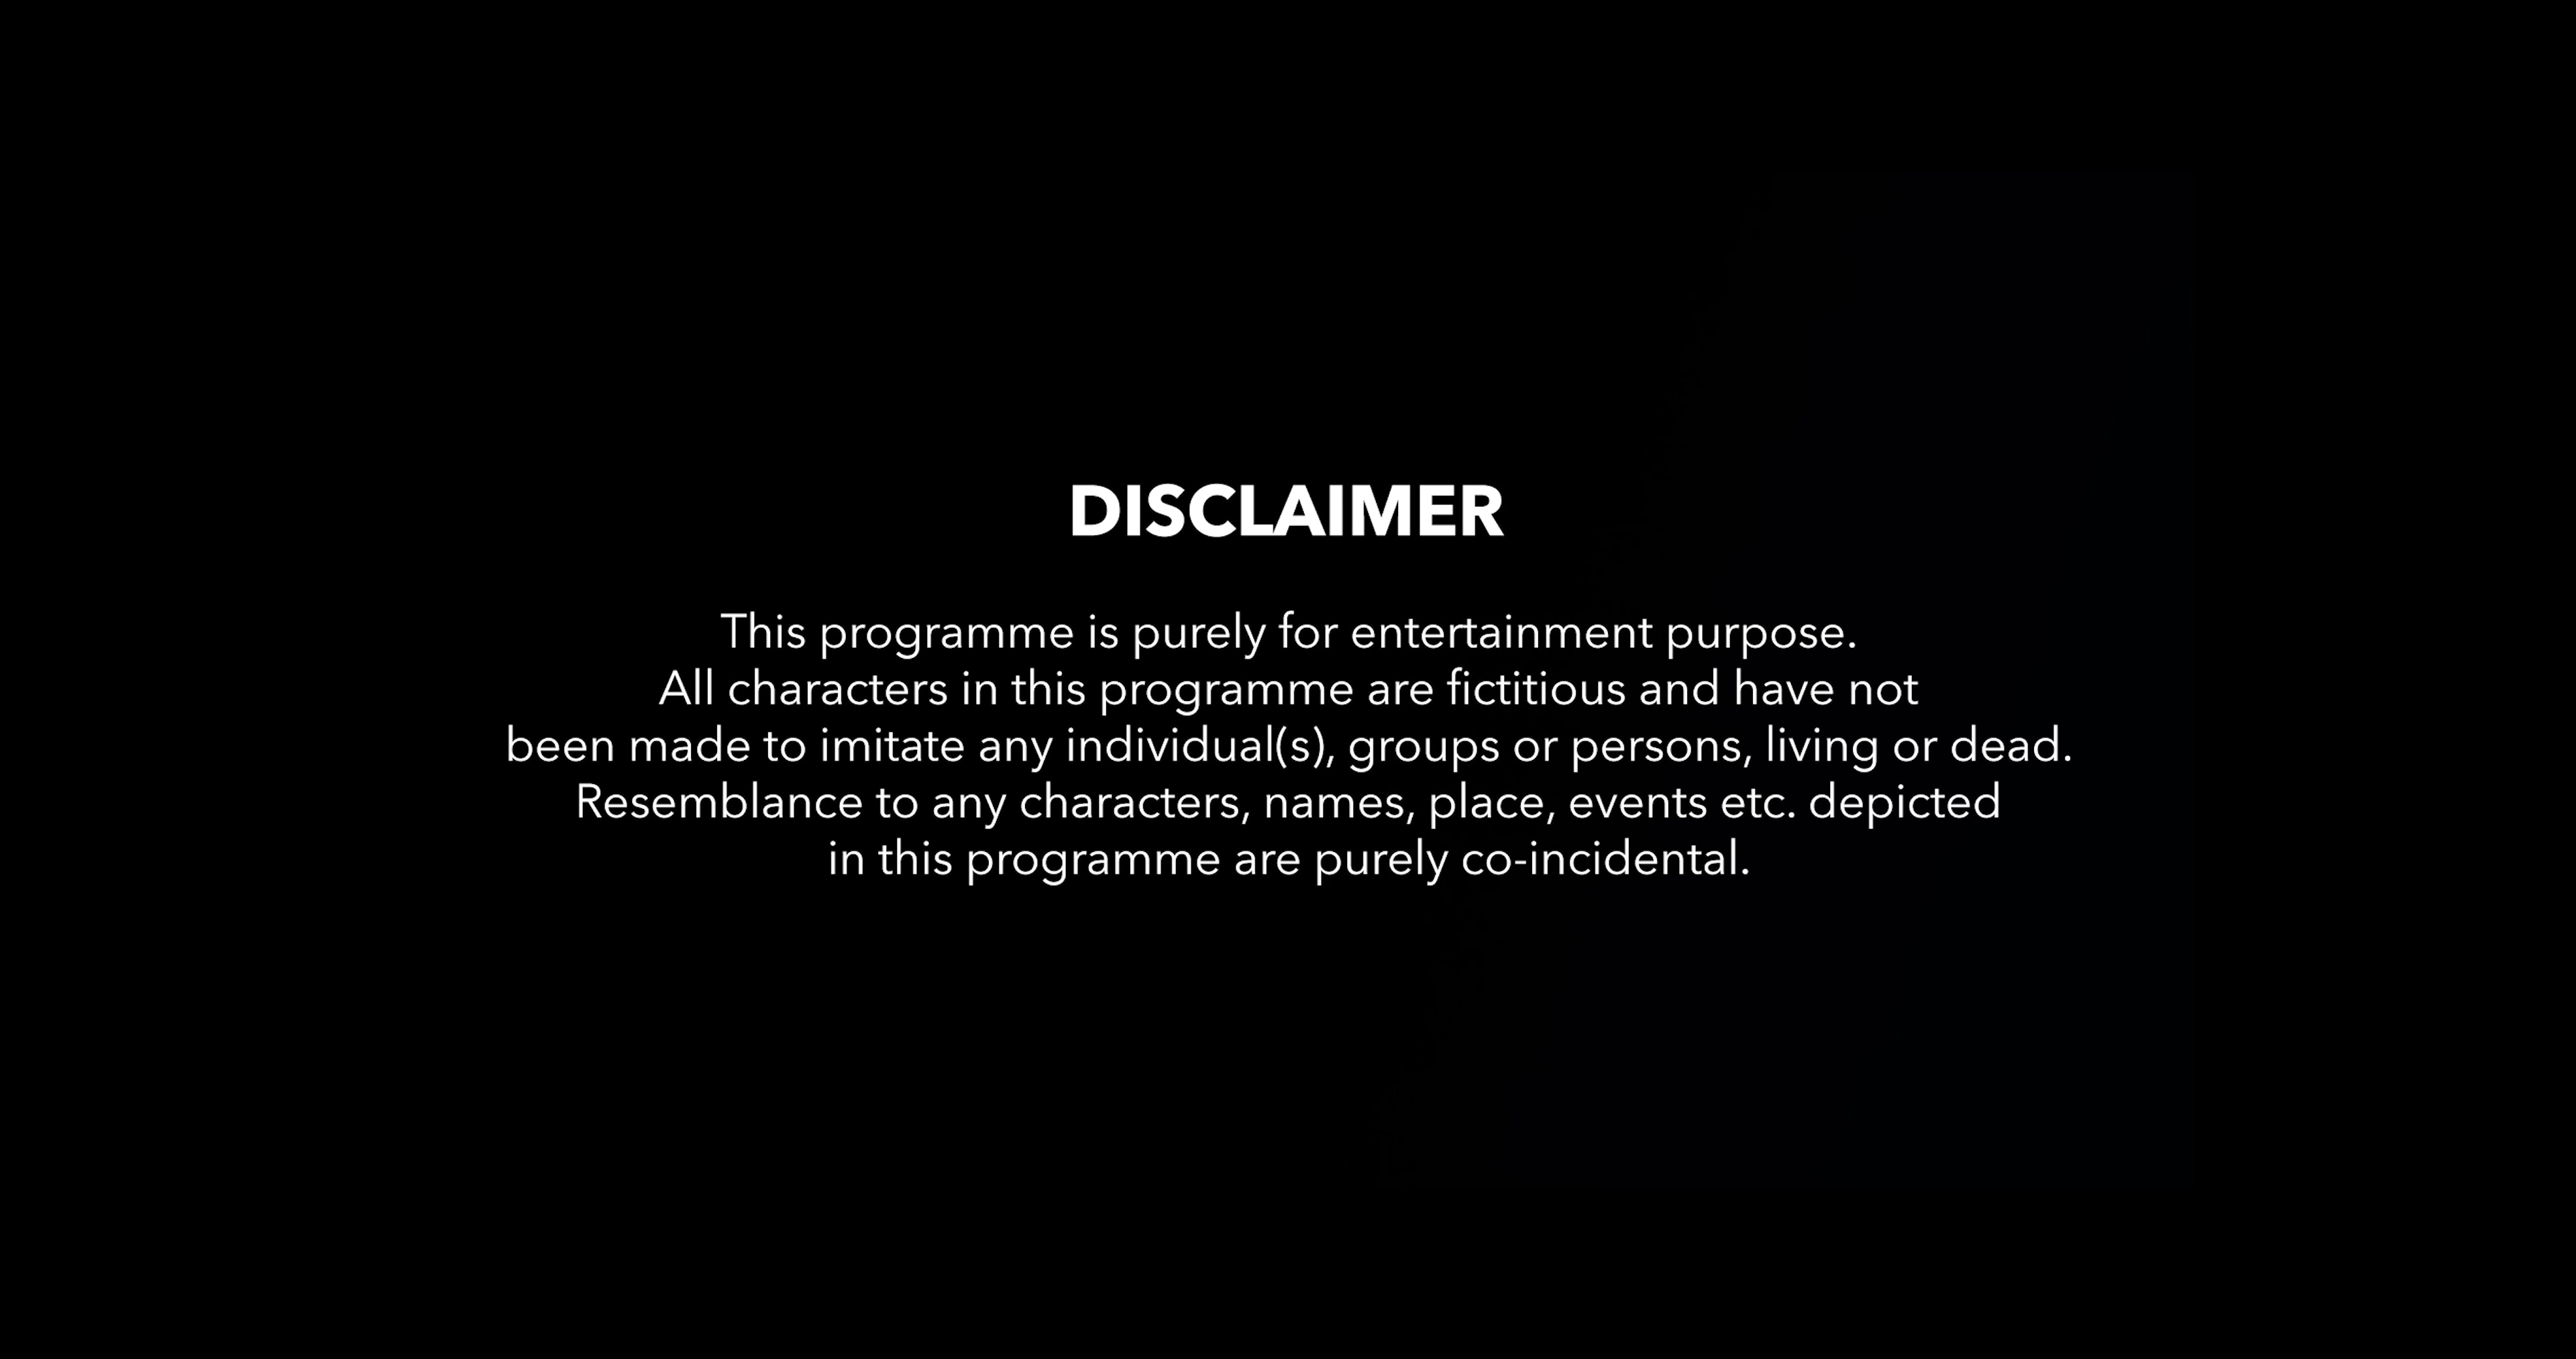 DISCLAIMER
This programme is purely for entertainment purpose.
All characters in this programme are fictitious and have not
been made to imitate any individual(s), groups or persons, living or dead.
Resemblance to any characters, names, place, events etc. depicted
in this programme are purely co-incidental.